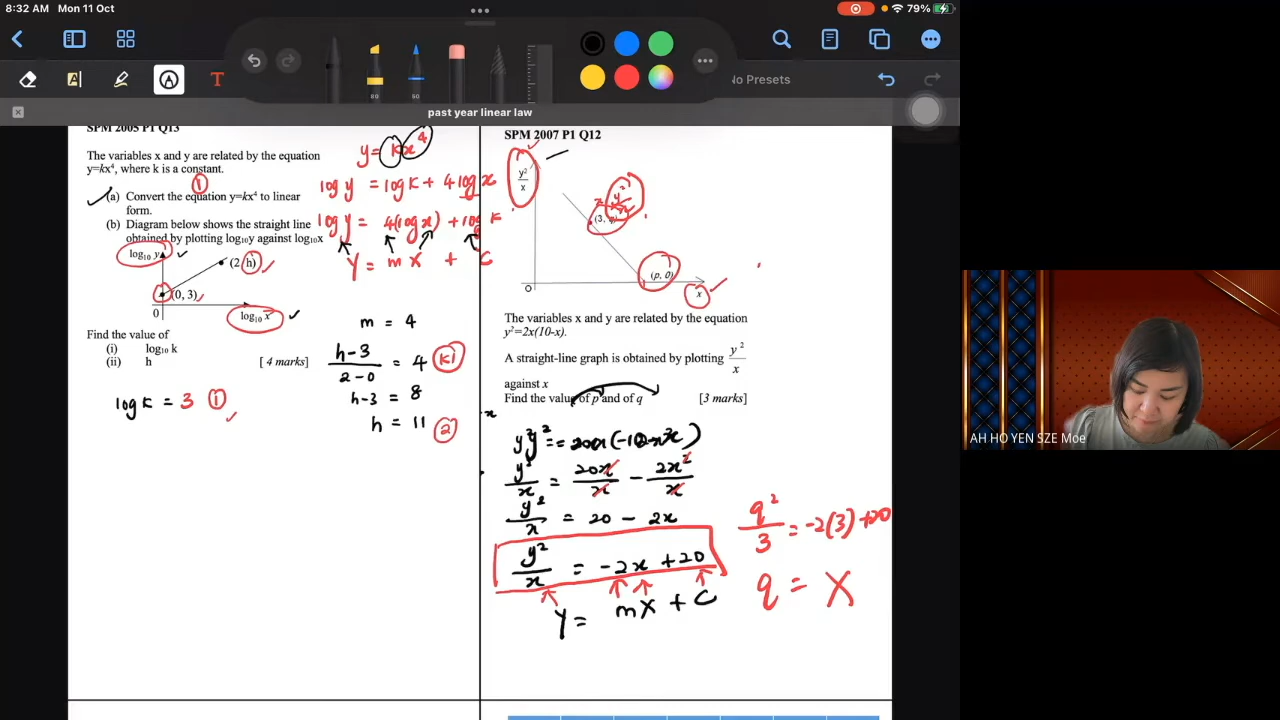 8:32 AM Mon 11 Oct
79%
T
No Presets
80
50
past year linear law
SPM 2005 P1 Q13
The variables x and y are related by the equation
y=kx⁴, where k is a constant.
(a) Convert the equation y=kx⁴ to linear
form.
(b) Diagram below shows the straight line
obtained by plotting log₁₀y against log₁₀x
log₁₀ y
(2, h)
(0, 3)
0
log₁₀ x
Find the value of
(i) log₁₀ k
(ii) h
[ 4 marks]
log k = 3 ①
y = kx⁴
①
log y = log k + 4 log x
log y = 4(log x) + log k
Y = m X + C
m = 4
h-3 / 2-0 = 4 (K1)
h-3 = 8
h = 11 ②
SPM 2007 P1 Q12
y²/x
(3, q)
(p, 0)
O
x
The variables x and y are related by the equation
y²=2x(10-x).
A straight-line graph is obtained by plotting y²/x
against x
Find the value of p and of q
[3 marks]
y²/x = 20x/x - 2x²/x
y²/x = 20 - 2x
y²/x = -2x + 20
Y = mX + C
q²/3 = -2(3) + 20
q = X
AH HO YEN SZE Moe